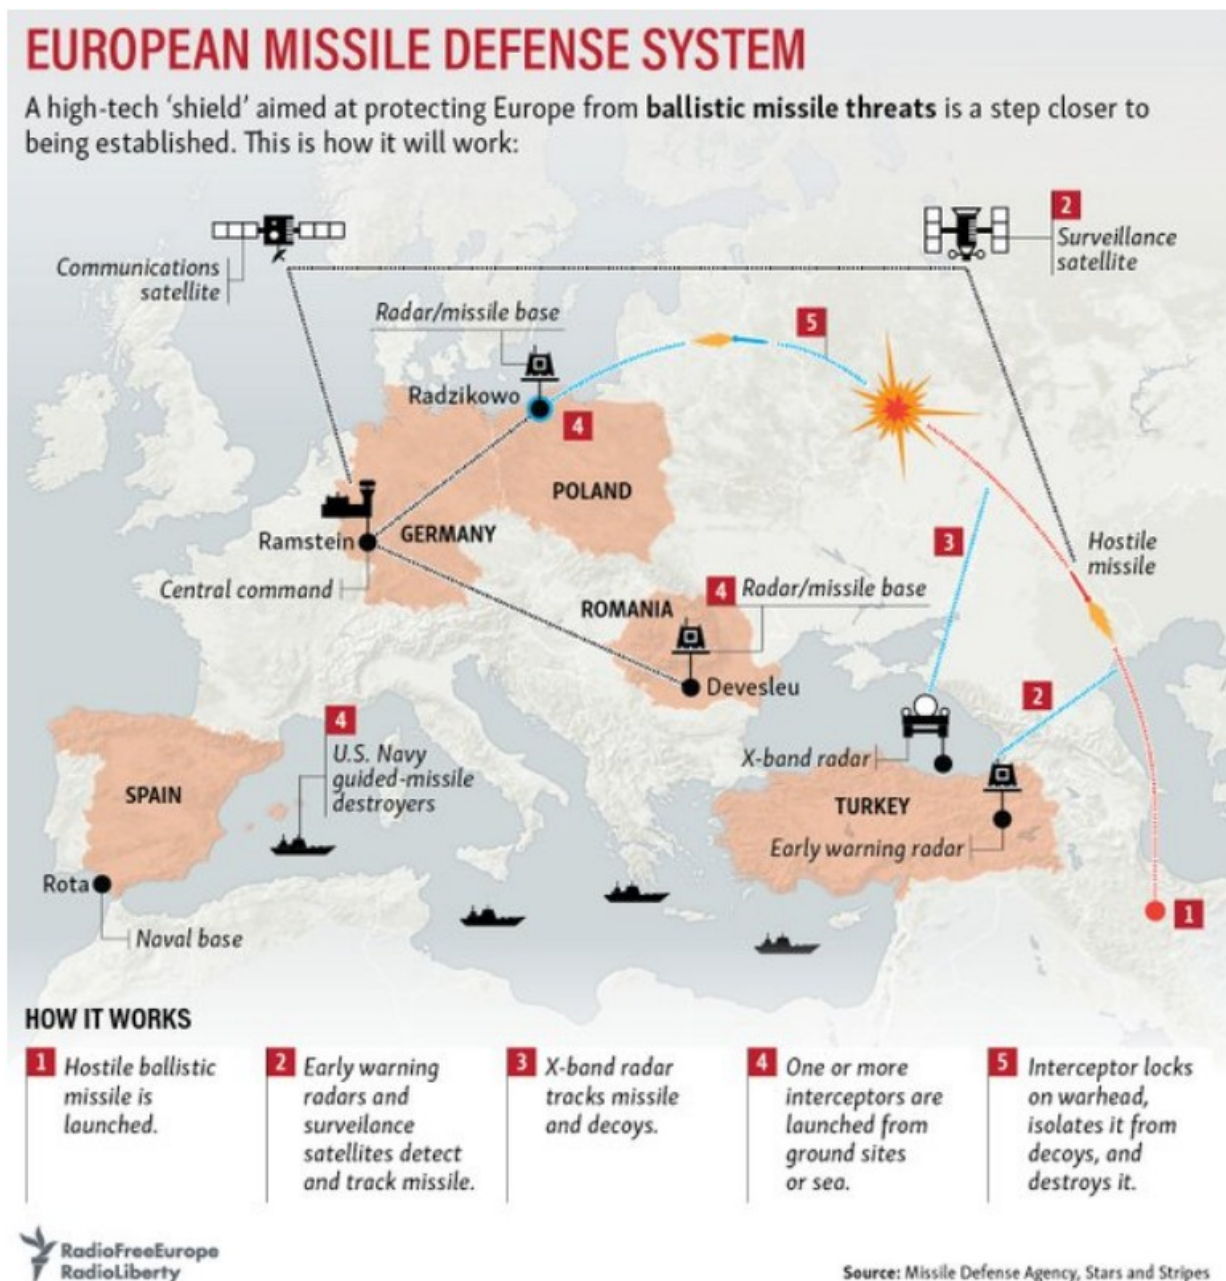 EUROPEAN MISSILE DEFENSE SYSTEM
A high-tech ‘shield’ aimed at protecting Europe from ballistic missile threats is a step closer to
being established. This is how it will work:
2
Surveillance
satellite
Communications
satellite
Radar/missile base
5
Radzikowo
4
POLAND
Ramstein
GERMANY
Central command
3
Hostile
missile
ROMANIA
4
Radar/missile base
Devesleu
2
4
U.S. Navy
guided-missile
destroyers
X-band radar
SPAIN
TURKEY
Early warning radar
Rota
1
Naval base
HOW IT WORKS
1
Hostile ballistic
missile is
launched.
2
Early warning
radars and
surveilance
satellites detect
and track missile.
3
X-band radar
tracks missile
and decoys.
4
One or more
interceptors are
launched from
ground sites
or sea.
5
Interceptor locks
on warhead,
isolates it from
decoys, and
destroys it.
RadioFreeEurope
RadioLiberty
Source: Missile Defense Agency, Stars and Stripes